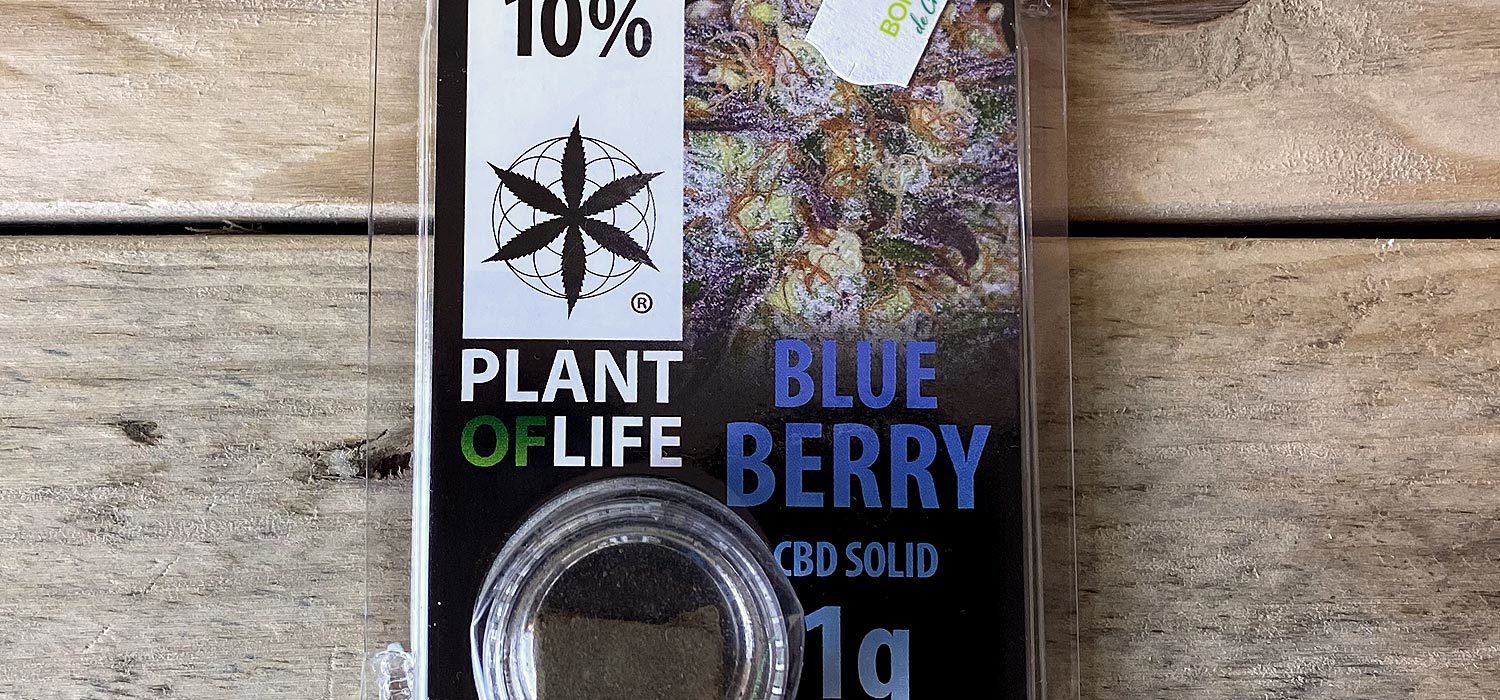 10%
®
PLANT
OFLIFE
BLUE
BERRY
CBD SOLID
1g